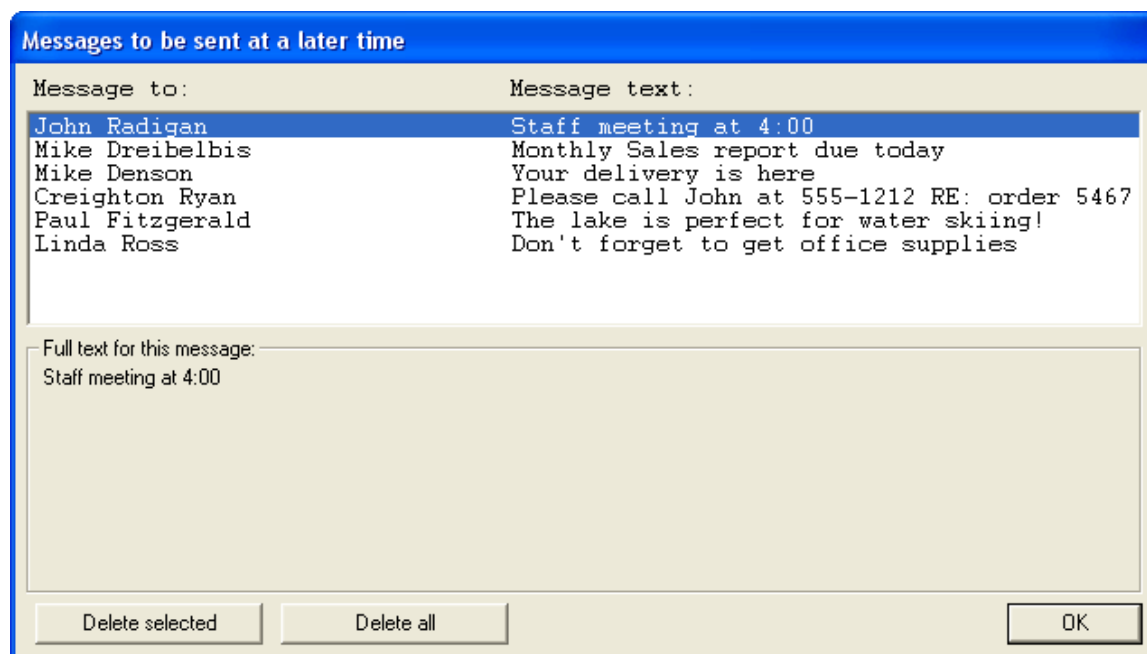 Messages to be sent at a later time
Message to: Message text:
John Radigan Staff meeting at 4:00
Mike Dreibelbis Monthly Sales report due today
Mike Denson Your delivery is here
Creighton Ryan Please call John at 555-1212 RE: order 5467
Paul Fitzgerald The lake is perfect for water skiing!
Linda Ross Don't forget to get office supplies
Full text for this message:
Staff meeting at 4:00
Delete selected Delete all OK